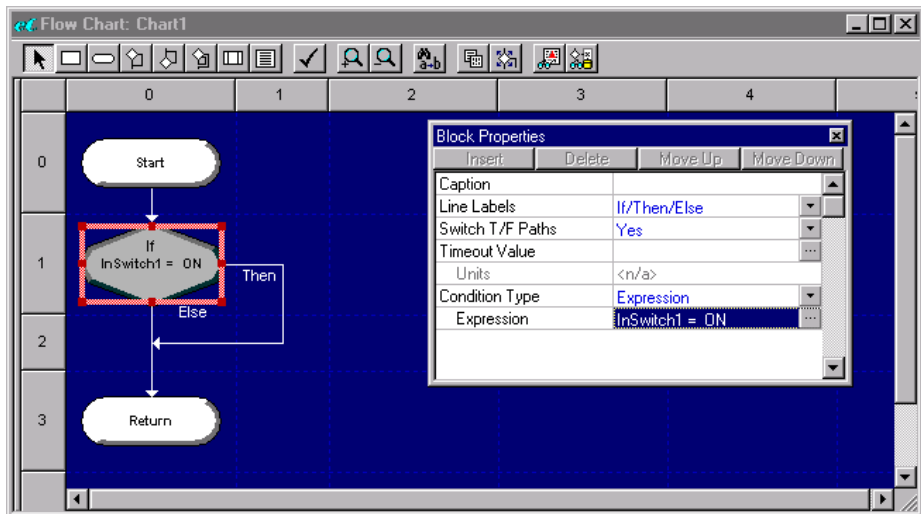 Flow Chart: Chart1
a→b
0 1 2 3 4
0
Start
1
If
InSwitch1 = ON
Then
Else
2
3
Return
Block Properties
Insert Delete Move Up Move Down
Caption
Line Labels If/Then/Else
Switch T/F Paths Yes
Timeout Value
Units <n/a>
Condition Type Expression
Expression InSwitch1 = ON